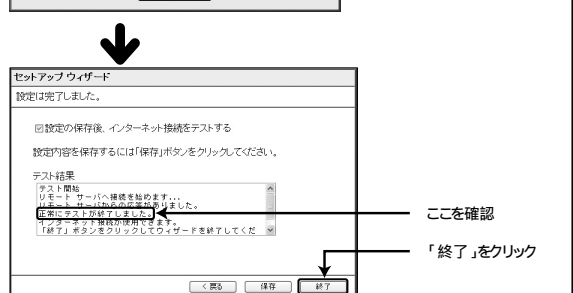 セットアップ ウィザード
設定は完了しました。
設定の保存後、インターネット接続をテストする
設定内容を保存するには「保存」ボタンをクリックしてください。
テスト結果
テスト開始
リモート サーバへ接続を始めます...
リモート サーバからの応答がありました。
正常にテストが終了しました。
インターネット接続が使用できます。
「終了」ボタンをクリックしてウィザードを終了してくだ
ここを確認
「終了」をクリック
< 戻る
保存
終了